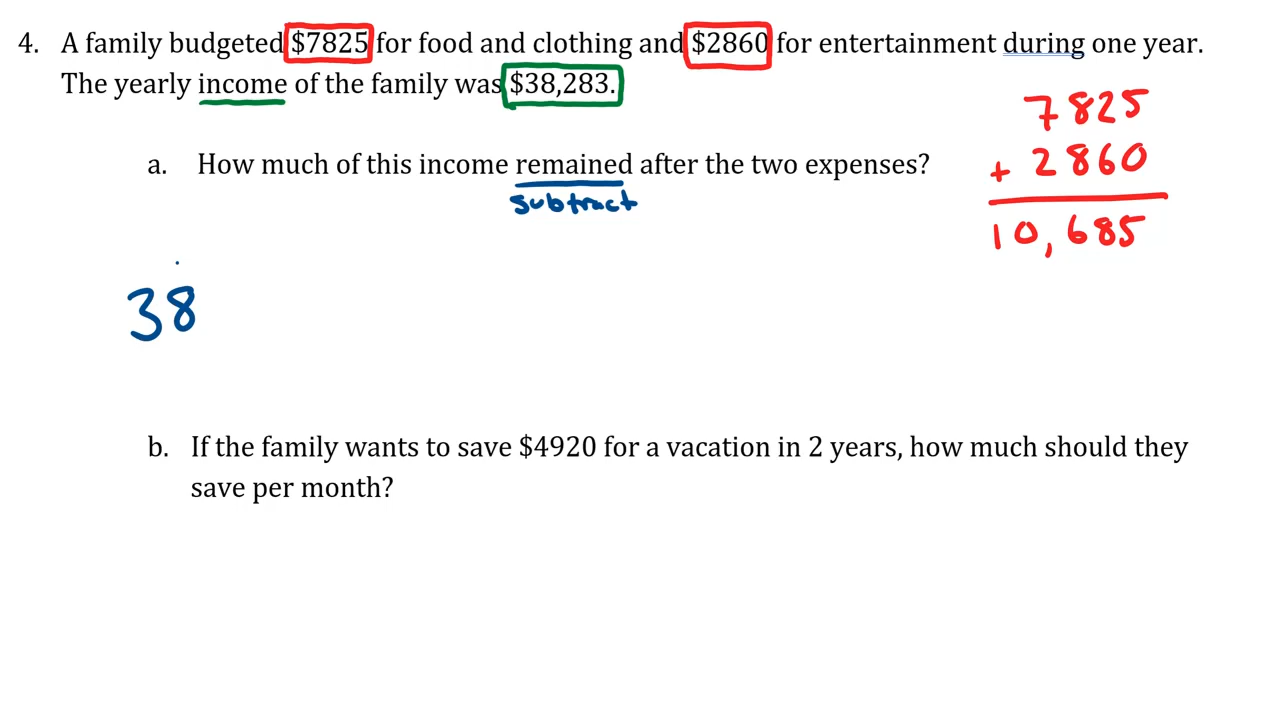 4. A family budgeted $7825 for food and clothing and $2860 for entertainment during one year.
The yearly income of the family was $38,283.
7825
+ 2860
10,685
a. How much of this income remained after the two expenses?
subtract
38
b. If the family wants to save $4920 for a vacation in 2 years, how much should they
save per month?